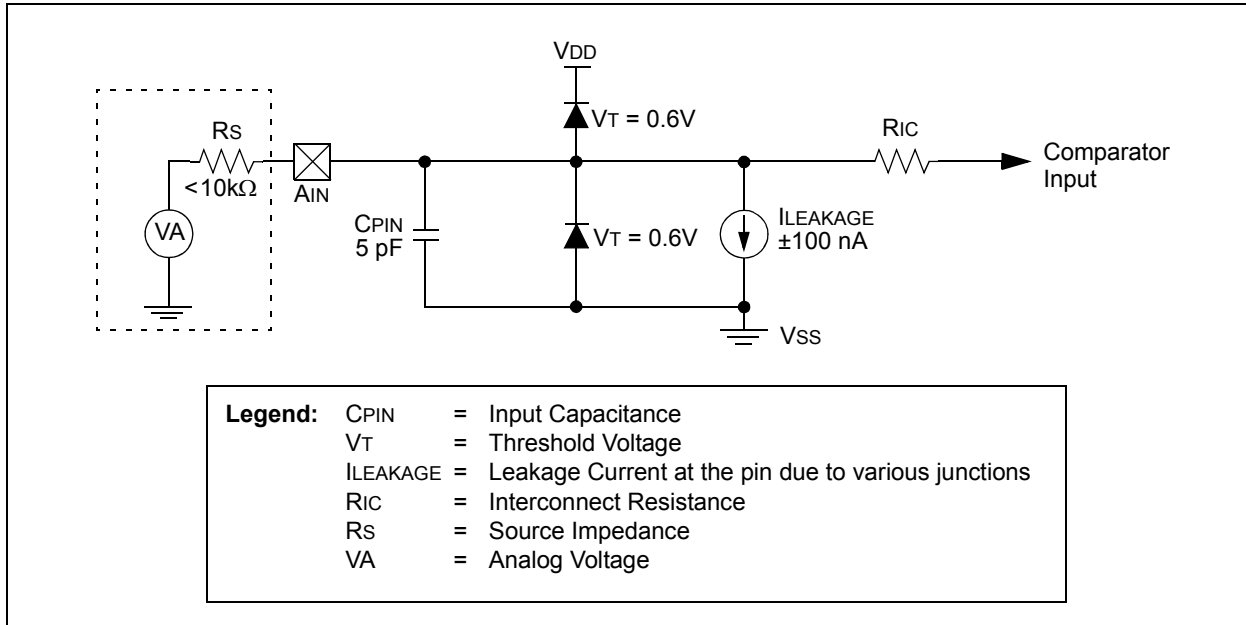 VDD
VT = 0.6V
RS
<10kΩ
AIN
VA
CPIN
5 pF
VT = 0.6V
ILEAKAGE
±100 nA
RIC
Comparator
Input
VSS
Legend: CPIN = Input Capacitance
VT = Threshold Voltage
ILEAKAGE = Leakage Current at the pin due to various junctions
RIC = Interconnect Resistance
RS = Source Impedance
VA = Analog Voltage